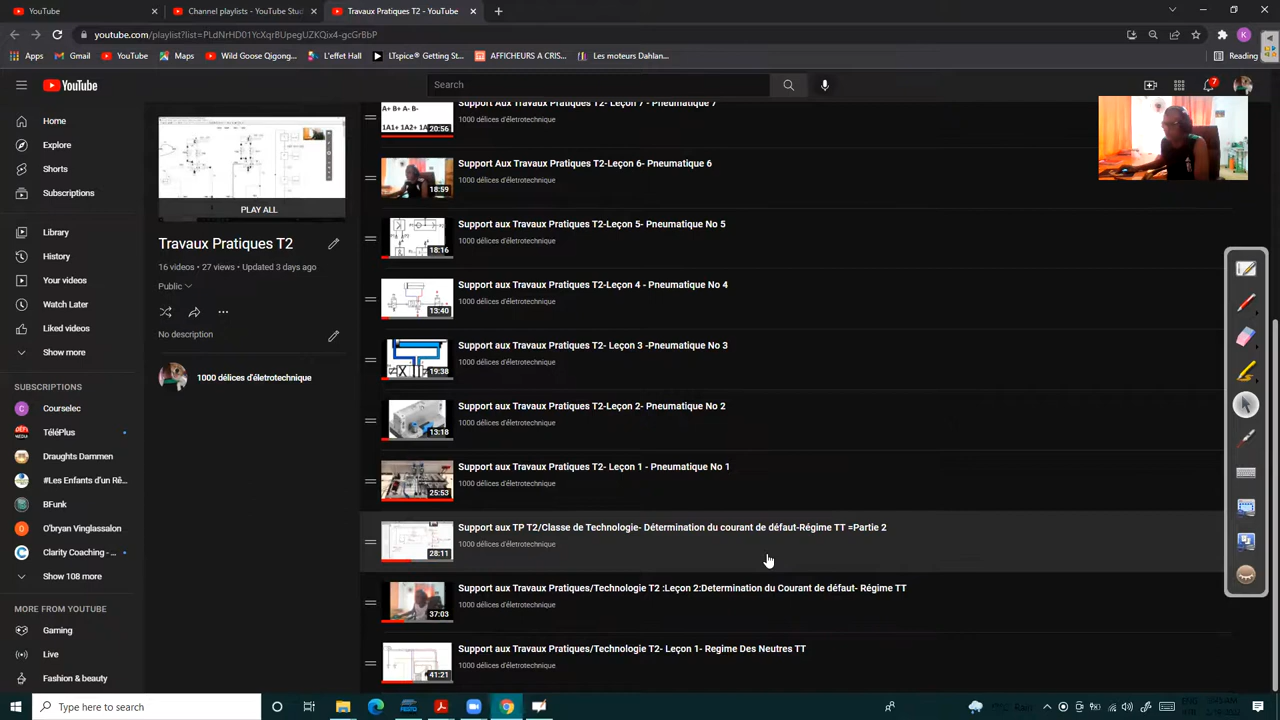 YouTube
Channel playlists - YouTube Stud
Travaux Pratiques T2 - YouTube
youtube.com/playlist?list=PLdNrHD01YcXqrBUpegUZKQix4-gcGrBbP
Apps
Gmail
YouTube
Maps
Wild Goose Qigong/...
L'effet Hall
LTspice® Getting St...
AFFICHEURS A CRIS...
Les moteurs Dalian...
Reading
YouTube
Search
7
Home
Explore
Shorts
Subscriptions
Library
History
Your videos
Watch Later
Liked videos
Show more
SUBSCRIPTIONS
Courselec
TéléPlus
Draughts Dammen
#Les Enfants d'un Rê...
BFunk
O'bryan Vinglassalon
Clarity Coaching - ...
Show 108 more
MORE FROM YOUTUBE
Gaming
Live
Fashion & beauty
PLAY ALL
Travaux Pratiques T2
16 videos • 27 views • Updated 3 days ago
Public
No description
1000 délices d'életrotechnique
A+ B+ A- B-
1A1+ 1A2+ 1A
20:56
Support Aux Travaux Pratiques T2- Leçon 7 - Pneumatique 7
1000 délices d'életrotechnique
18:59
Support Aux Travaux Pratiques T2-Leçon 6- Pneumatique 6
1000 délices d'életrotechnique
18:16
Support aux Travaux Pratiques T2-Leçon 5- Pneumatique No 5
1000 délices d'életrotechnique
13:40
Support aux Travaux Pratiques T2-Leçon 4 - Pneumatique No 4
1000 délices d'életrotechnique
19:38
Support aux Travaux Pratiques T2- Leçon 3 -Pneumatique No 3
1000 délices d'életrotechnique
13:18
Support aux Travaux Pratiques T2-Leçon 2- Pneumatique No 2
1000 délices d'életrotechnique
25:53
Support aux Travaux Pratiques T2- Leçon 1 - Pneumatique No 1
1000 délices d'életrotechnique
28:11
Support aux TP T2/Classe de Technologie- Détermination du courant de défaut-Régime TT =Partie 2
1000 délices d'életrotechnique
37:03
Support aux Travaux Pratiques/Technologie T2 :Leçon 2:Determination du Courant de défaut- Régime TT
1000 délices d'életrotechnique
41:21
Support aux Travaux Pratiques/Technologie T2- Leçon 1- Regime Des Neutres TT
1000 délices d'életrotechnique
Type here to search
FESTO